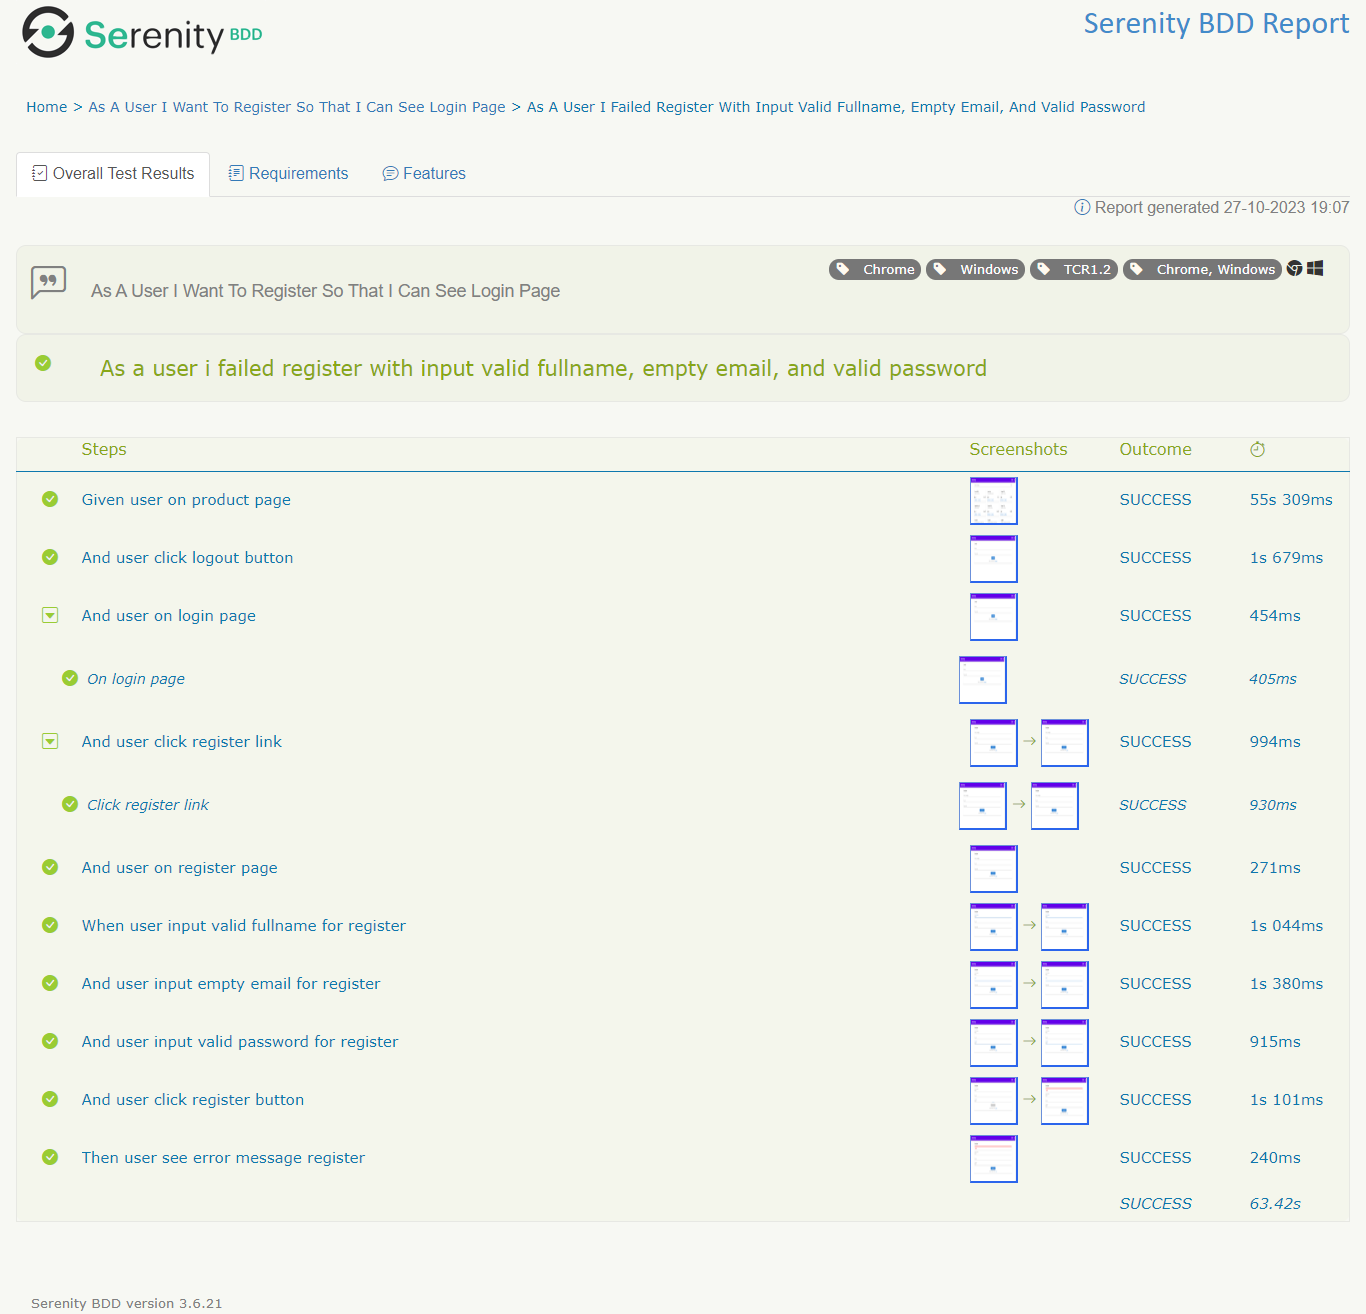 Serenity BDD
Serenity BDD Report
Home > As A User I Want To Register So That I Can See Login Page > As A User I Failed Register With Input Valid Fullname, Empty Email, And Valid Password
Overall Test Results Requirements Features
Report generated 27-10-2023 19:07
Chrome Windows TCR1.2 Chrome, Windows
As A User I Want To Register So That I Can See Login Page
As a user i failed register with input valid fullname, empty email, and valid password
Steps Screenshots Outcome
Given user on product page SUCCESS 55s 309ms
And user click logout button SUCCESS 1s 679ms
And user on login page SUCCESS 454ms
On login page SUCCESS 405ms
And user click register link SUCCESS 994ms
Click register link SUCCESS 930ms
And user on register page SUCCESS 271ms
When user input valid fullname for register SUCCESS 1s 044ms
And user input empty email for register SUCCESS 1s 380ms
And user input valid password for register SUCCESS 915ms
And user click register button SUCCESS 1s 101ms
Then user see error message register SUCCESS 240ms
SUCCESS 63.42s
Serenity BDD version 3.6.21